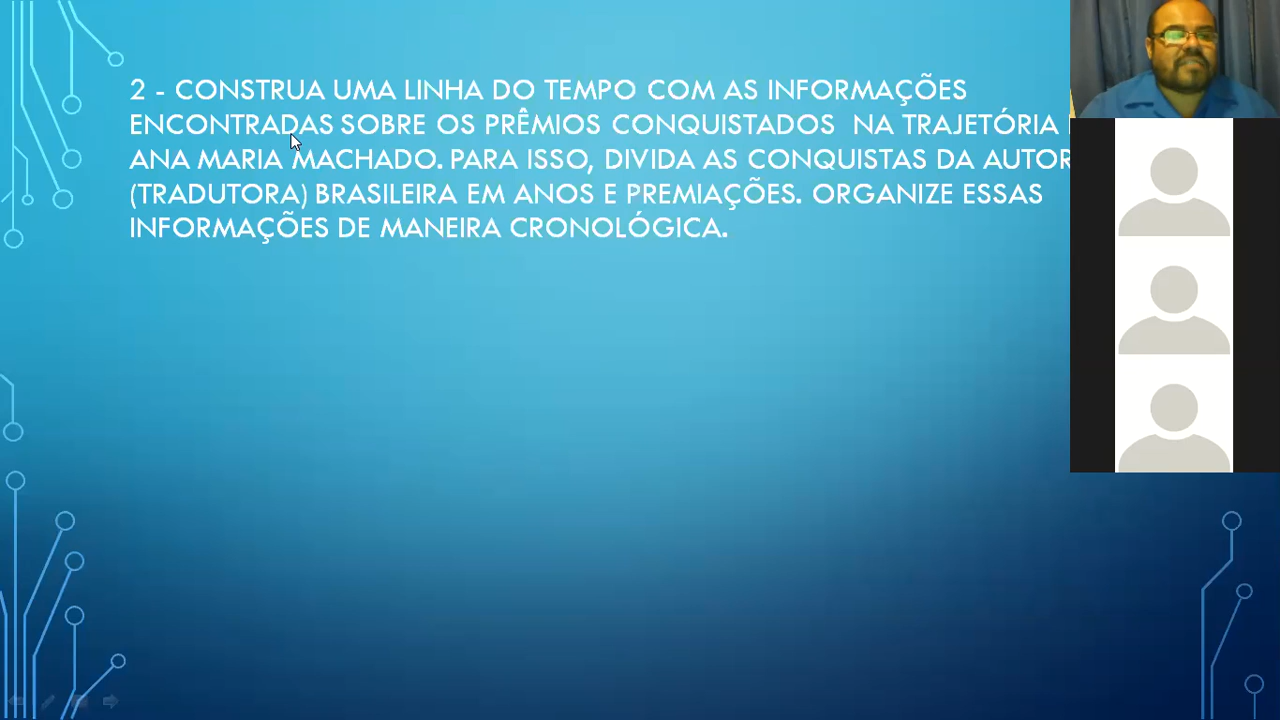 2 - CONSTRUA UMA LINHA DO TEMPO COM AS INFORMAÇÕES
ENCONTRADAS SOBRE OS PRÊMIOS CONQUISTADOS NA TRAJETÓRIA
ANA MARIA MACHADO. PARA ISSO, DIVIDA AS CONQUISTAS DA AUTOR
(TRADUTORA) BRASILEIRA EM ANOS E PREMIAÇÕES. ORGANIZE ESSAS
INFORMAÇÕES DE MANEIRA CRONOLÓGICA.